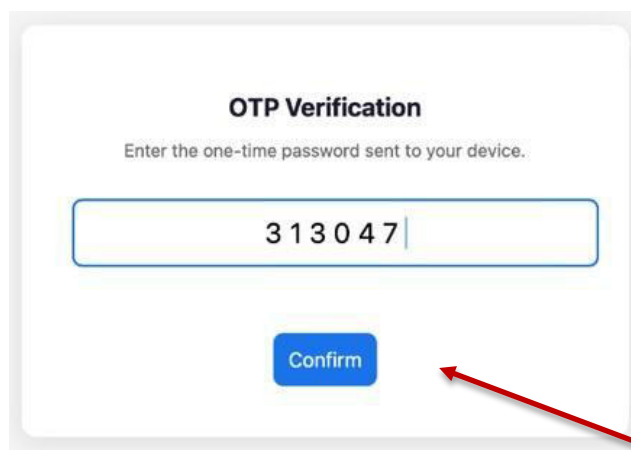 OTP Verification
Enter the one-time password sent to your device.
313047
Confirm